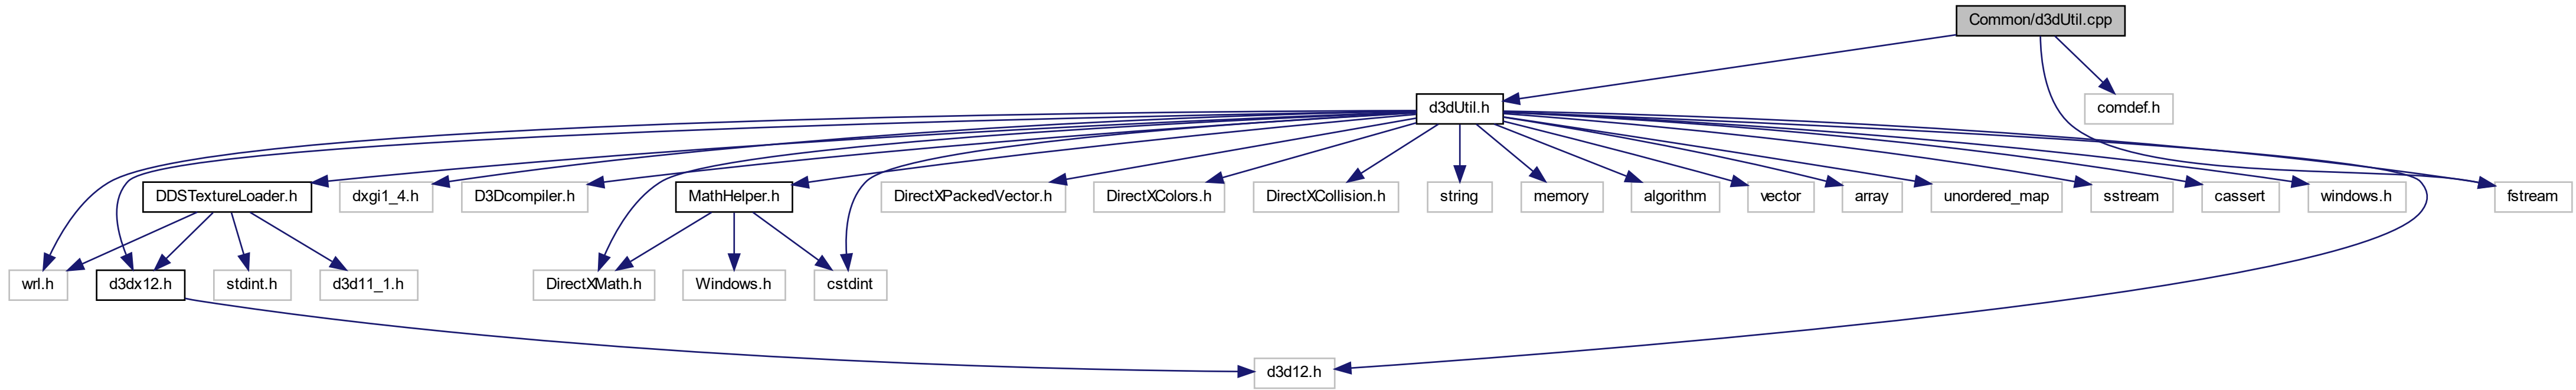 Common/d3dUtil.cpp
d3dUtil.h
comdef.h
DDSTextureLoader.h
dxgi1_4.h
D3Dcompiler.h
MathHelper.h
DirectXPackedVector.h
DirectXColors.h
DirectXCollision.h
string
memory
algorithm
vector
array
unordered_map
sstream
cassert
windows.h
fstream
wrl.h
d3dx12.h
stdint.h
d3d11_1.h
DirectXMath.h
Windows.h
cstdint
d3d12.h